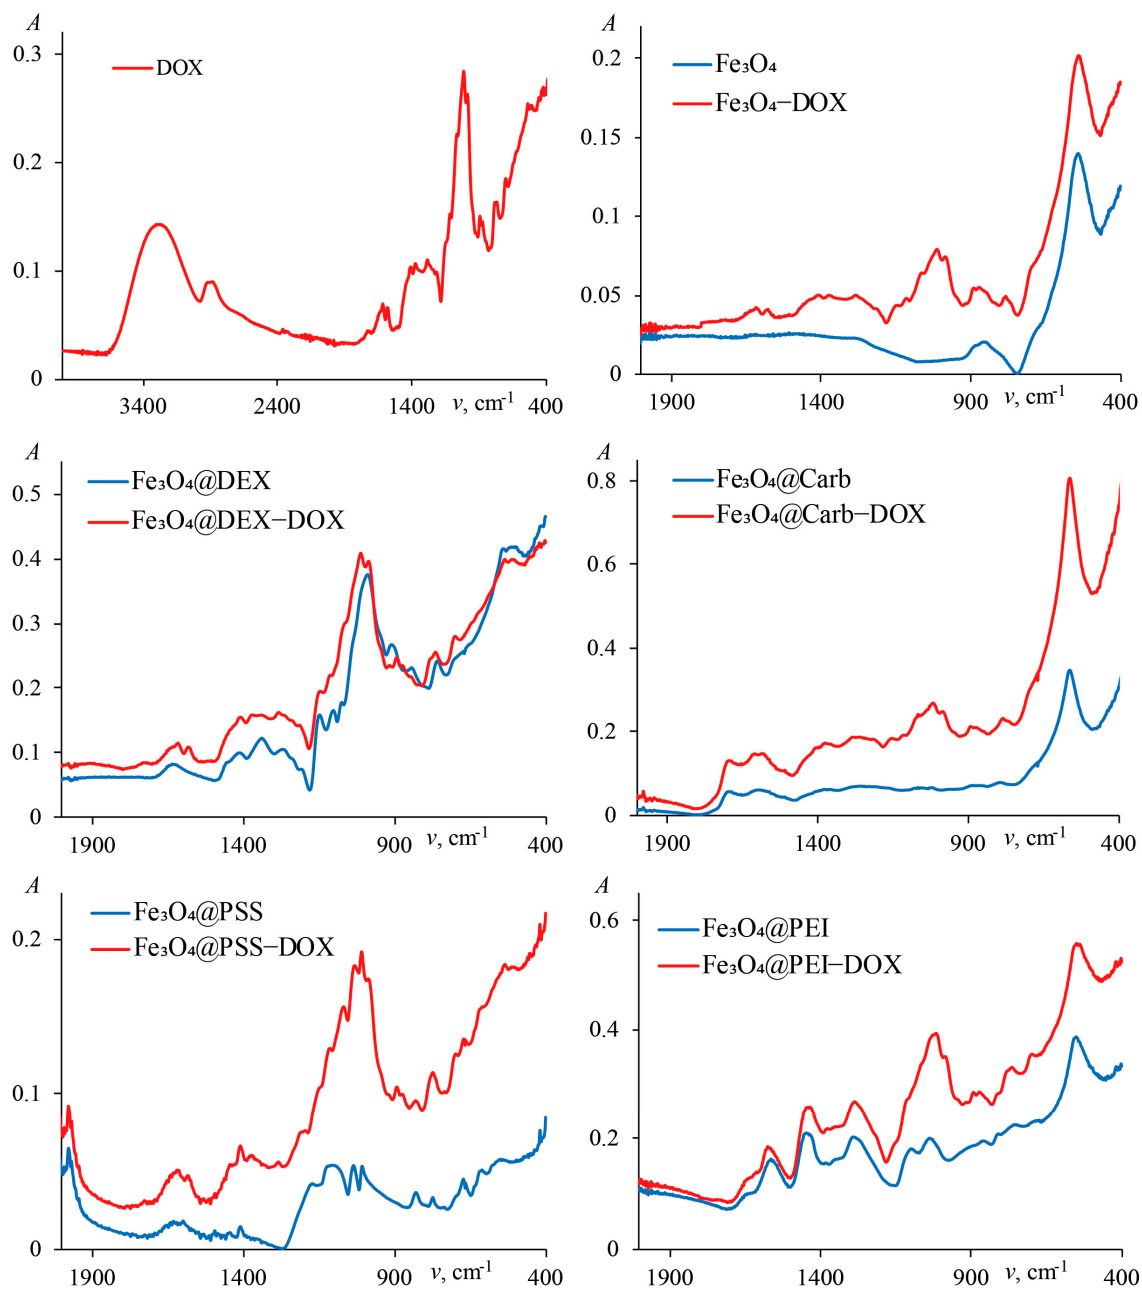 A
0.3
DOX
0.2
0.1
0
3400 2400 1400 ν, cm⁻¹ 400
A
0.2
Fe₃O₄
Fe₃O₄−DOX
0.15
0.1
0.05
0
1900 1400 900 ν, cm⁻¹ 400
A
Fe₃O₄@DEX
0.5
Fe₃O₄@DEX−DOX
0.4
0.3
0.2
0.1
0
1900 1400 900 ν, cm⁻¹ 400
A
0.8
Fe₃O₄@Carb
Fe₃O₄@Carb−DOX
0.6
0.4
0.2
0
1900 1400 900 ν, cm⁻¹ 400
A
Fe₃O₄@PSS
0.2
Fe₃O₄@PSS−DOX
0.1
0
1900 1400 900 ν, cm⁻¹ 400
A
0.6
Fe₃O₄@PEI
Fe₃O₄@PEI−DOX
0.4
0.2
0
1900 1400 900 ν, cm⁻¹ 400